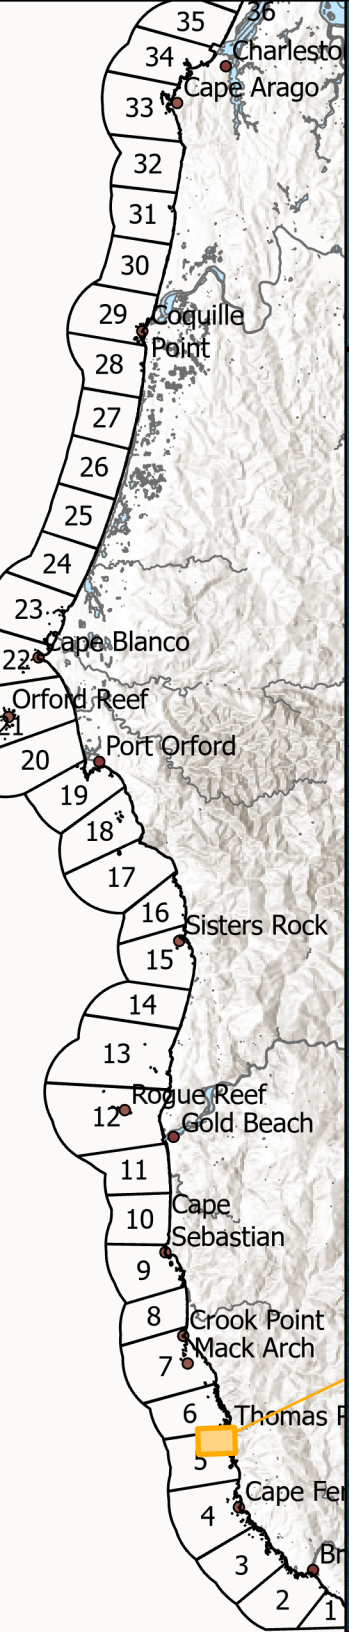 36
35
Charlesto
34
Cape Arago
33
32
31
30
29
Coquille
Point
28
27
26
25
24
23
Cape Blanco
22
Orford Reef
21
Port Orford
20
19
18
17
16
Sisters Rock
15
14
13
Rogue Reef
12
Gold Beach
11
Cape
Sebastian
10
9
8
Crook Point
Mack Arch
7
6
Thomas P
5
Cape Fer
4
3
Br
2
1